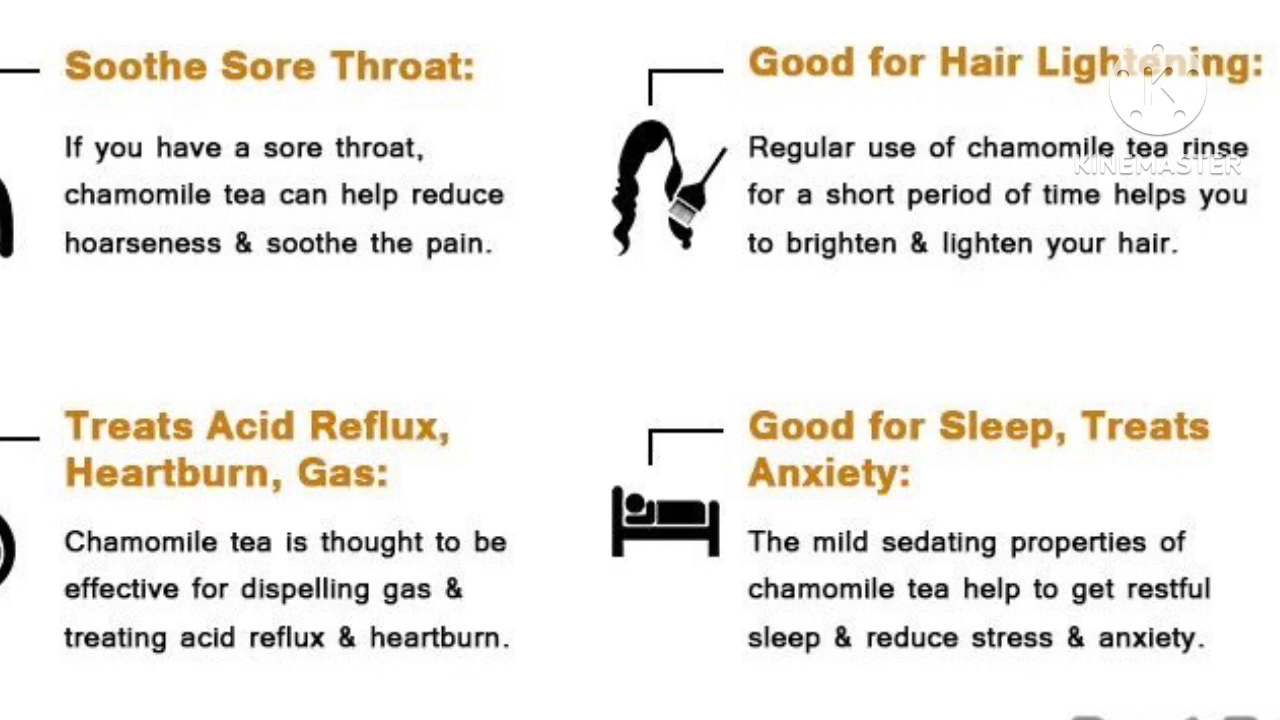 Soothe Sore Throat:
If you have a sore throat,
chamomile tea can help reduce
hoarseness & soothe the pain.
Good for Hair Lightening:
Regular use of chamomile tea rinse
for a short period of time helps you
to brighten & lighten your hair.
KINEMASTER
Treats Acid Reflux,
Heartburn, Gas:
Chamomile tea is thought to be
effective for dispelling gas &
treating acid reflux & heartburn.
Good for Sleep, Treats
Anxiety:
The mild sedating properties of
chamomile tea help to get restful
sleep & reduce stress & anxiety.